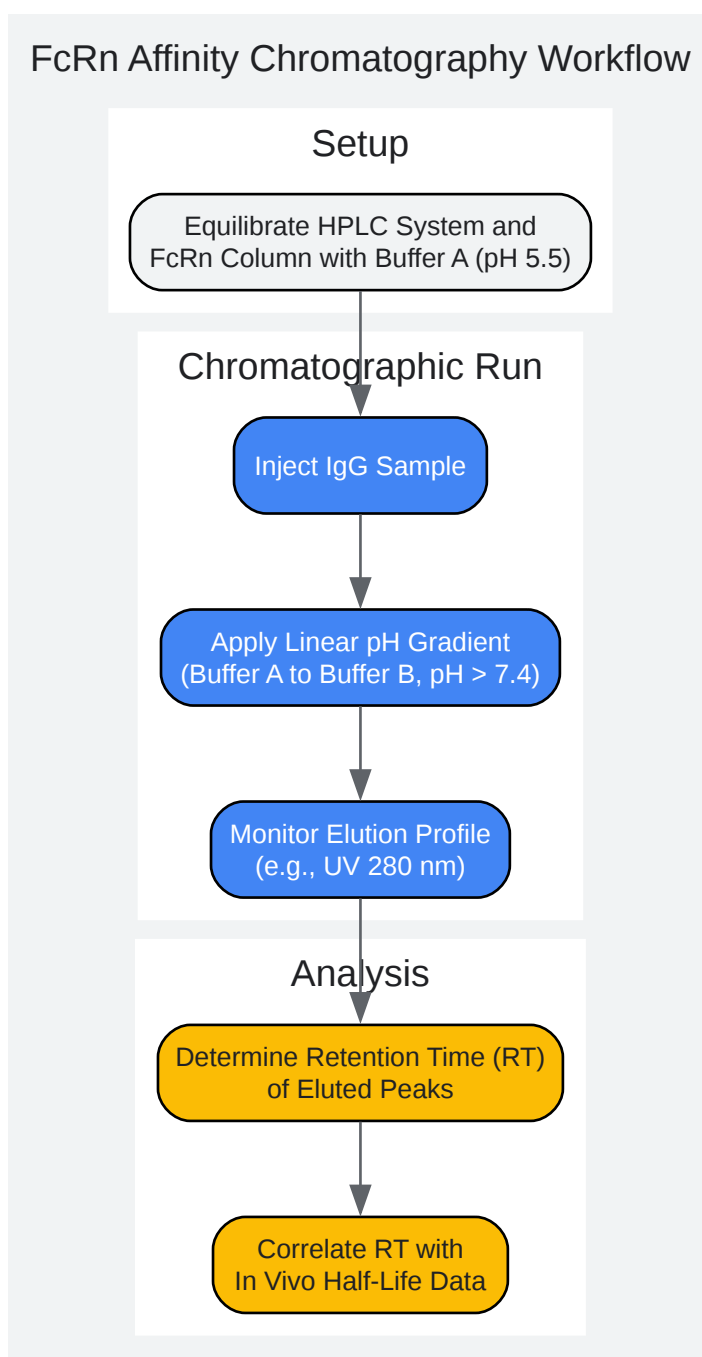 FcRn Affinity Chromatography Workflow
Setup
Equilibrate HPLC System and
FcRn Column with Buffer A (pH 5.5)
Chromatographic Run
Inject IgG Sample
Apply Linear pH Gradient
(Buffer A to Buffer B, pH > 7.4)
Monitor Elution Profile
(e.g., UV 280 nm)
Analysis
Determine Retention Time (RT)
of Eluted Peaks
Correlate RT with
In Vivo Half-Life Data